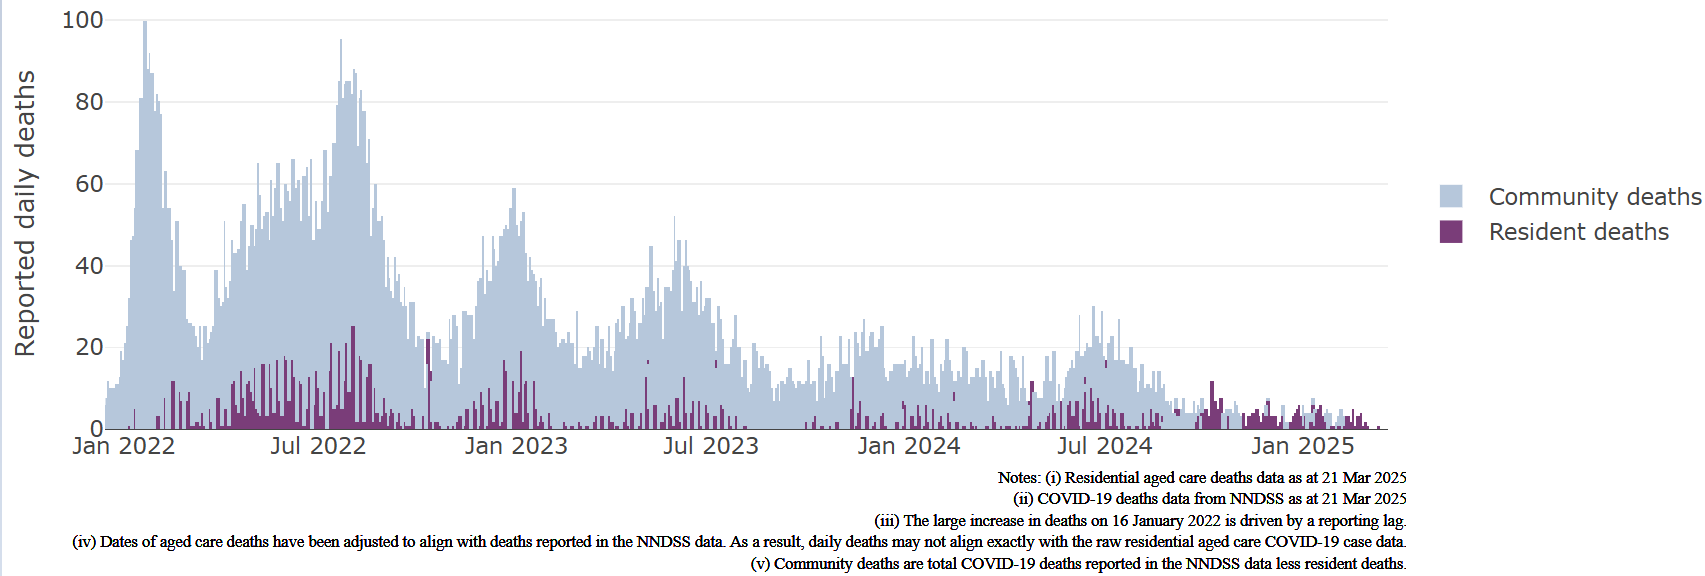 Reported daily deaths
100
80
60
40
20
0
Jan 2022
Jul 2022
Jan 2023
Jul 2023
Jan 2024
Jul 2024
Jan 2025
Community deaths
Resident deaths
Notes: (i) Residential aged care deaths data as at 21 Mar 2025
(ii) COVID-19 deaths data from NNDSS as at 21 Mar 2025
(iii) The large increase in deaths on 16 January 2022 is driven by a reporting lag.
(iv) Dates of aged care deaths have been adjusted to align with deaths reported in the NNDSS data. As a result, daily deaths may not align exactly with the raw residential aged care COVID-19 case data.
(v) Community deaths are total COVID-19 deaths reported in the NNDSS data less resident deaths.